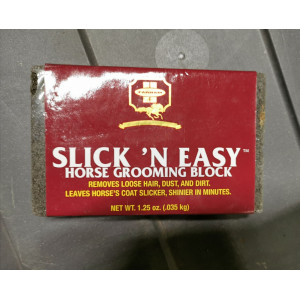 FARNAM
SLICK 'N EASY™
HORSE GROOMING BLOCK
REMOVES LOOSE HAIR, DUST, AND DIRT.
LEAVES HORSE'S COAT SLICKER, SHINIER IN MINUTES.
NET WT. 1.25 oz. (.035 kg)